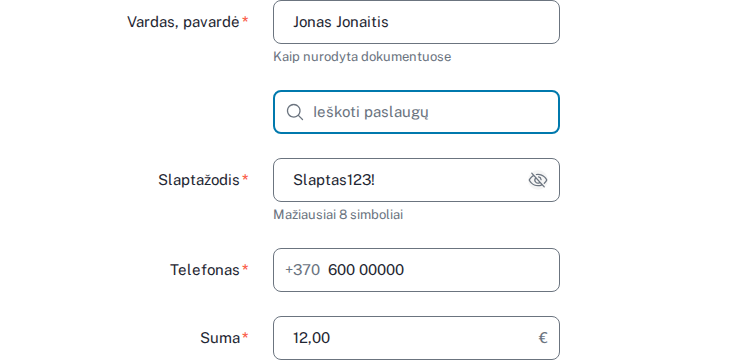 Vardas, pavardė* Jonas Jonaitis
Kaip nurodyta dokumentuose
Ieškoti paslaugų
Slaptažodis* Slaptas123!
Mažiausiai 8 simboliai
Telefonas* +370 600 00000
Suma* 12,00 €